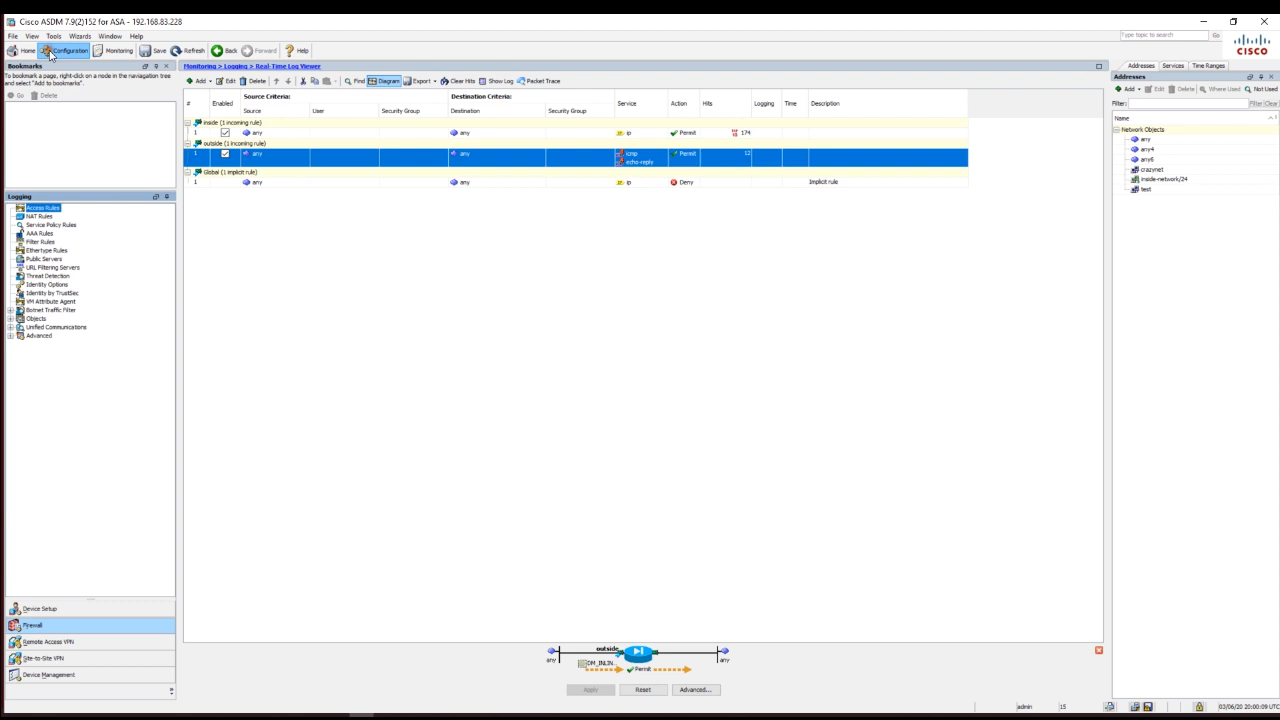 Cisco ASDM 7.9(2)152 for ASA - 192.168.83.228
File View Tools Wizards Window Help
Type topic to search Go
Home Configuration Monitoring Save Refresh Back Forward Help
CISCO
Bookmarks
To bookmark a page, right-click on a node in the navigation tree
and select "Add to bookmarks".
Go Delete
Logging
Access Rules
NAT Rules
Service Policy Rules
AAA Rules
Filter Rules
Ethertype Rules
Public Servers
URL Filtering Servers
Threat Detection
Identity Options
Identity by TrustSec
VM Attribute Agent
Botnet Traffic Filter
Objects
Unified Communications
Advanced
Device Setup
Firewall
Remote Access VPN
Site-to-Site VPN
Device Management
Monitoring > Logging > Real-Time Log Viewer
Add Edit Delete Find Diagram Export Clear Hits Show Log Packet Trace
Source Criteria: Destination Criteria:
# Enabled Source User Security Group Destination Security Group Service Action Hits Logging Time Description
inside (1 incoming rule)
1 any any ip Permit 174
outside (1 incoming rule)
1 any any icmp Permit 12
echo-reply
Global (1 implicit rule)
1 any any ip Deny Implicit rule
outside
any any
DM_INLIN... Permit
Apply Reset Advanced...
Addresses Services Time Ranges
Addresses
Add Edit Delete Where Used Not Used
Filter: Filter Clear
Name
Network Objects
any
any4
any6
crazynet
inside-network/24
test
admin 15 03/06/20 20:00:09 UTC